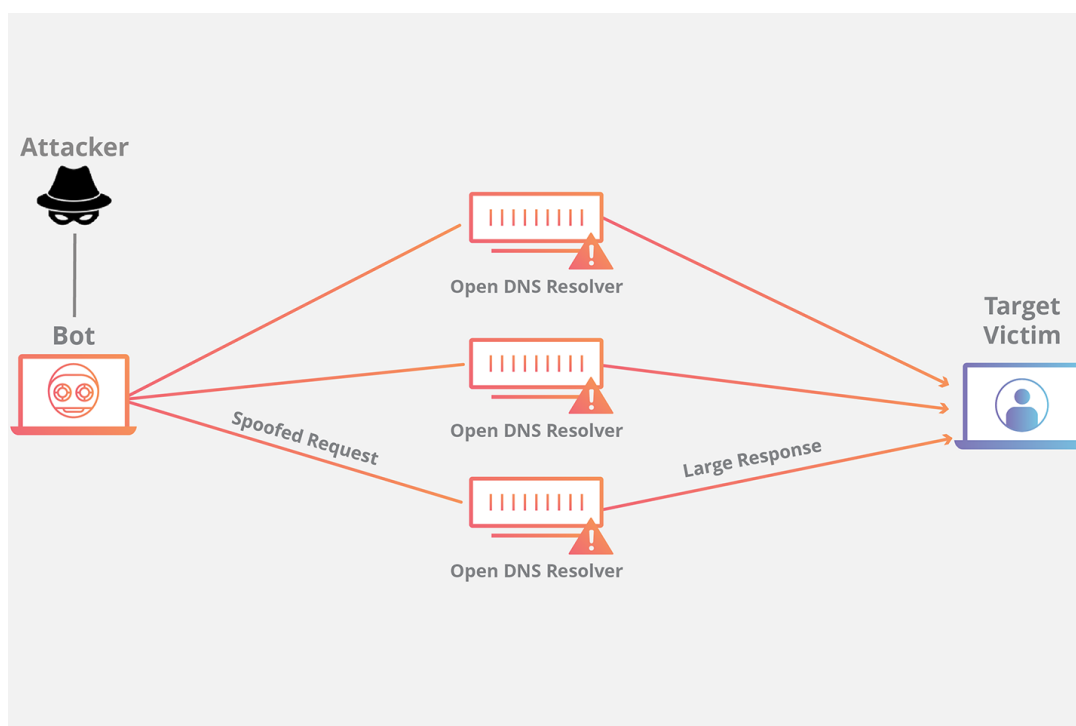 Attacker
Bot
Spoofed Request
Open DNS Resolver
Open DNS Resolver
Open DNS Resolver
Large Response
Target
Victim